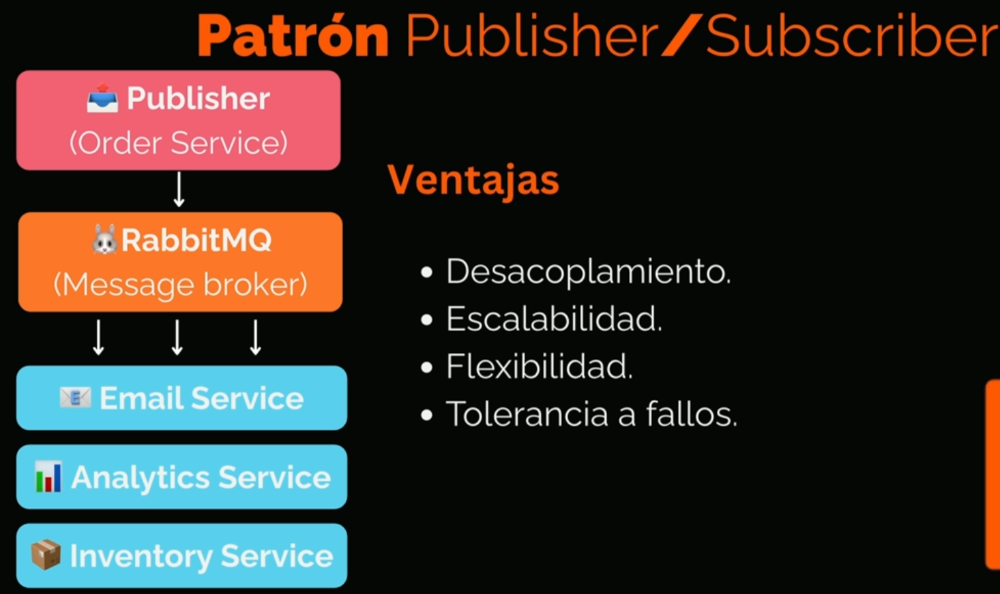 Patrón Publisher/Subscriber
Publisher
(Order Service)
RabbitMQ
(Message broker)
Email Service
Analytics Service
Inventory Service
Ventajas
Desacoplamiento.
Escalabilidad.
Flexibilidad.
Tolerancia a fallos.